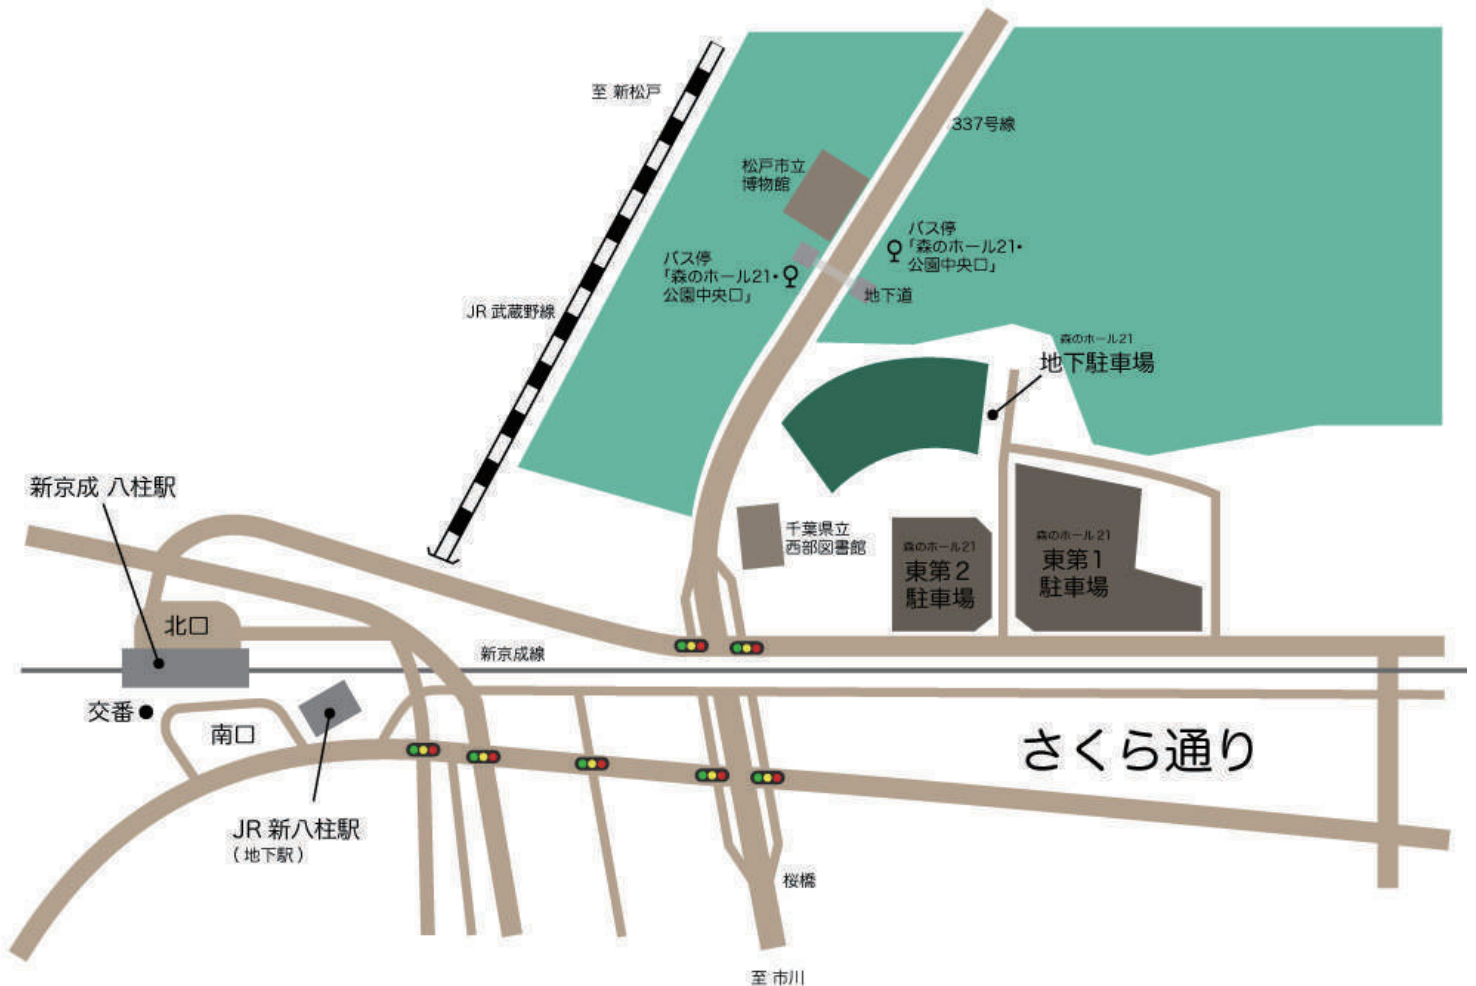 至 新松戸
337号線
松戸市立
博物館
バス停
「森のホール21・
公園中央口」
バス停
「森のホール21・
公園中央口」
地下道
JR 武蔵野線
森のホール21
地下駐車場
新京成 八柱駅
千葉県立
西部図書館
森のホール21
東第2
駐車場
森のホール21
東第1
駐車場
北口
新京成線
交番
南口
さくら通り
JR 新八柱駅
(地下駅)
桜橋
至 市川